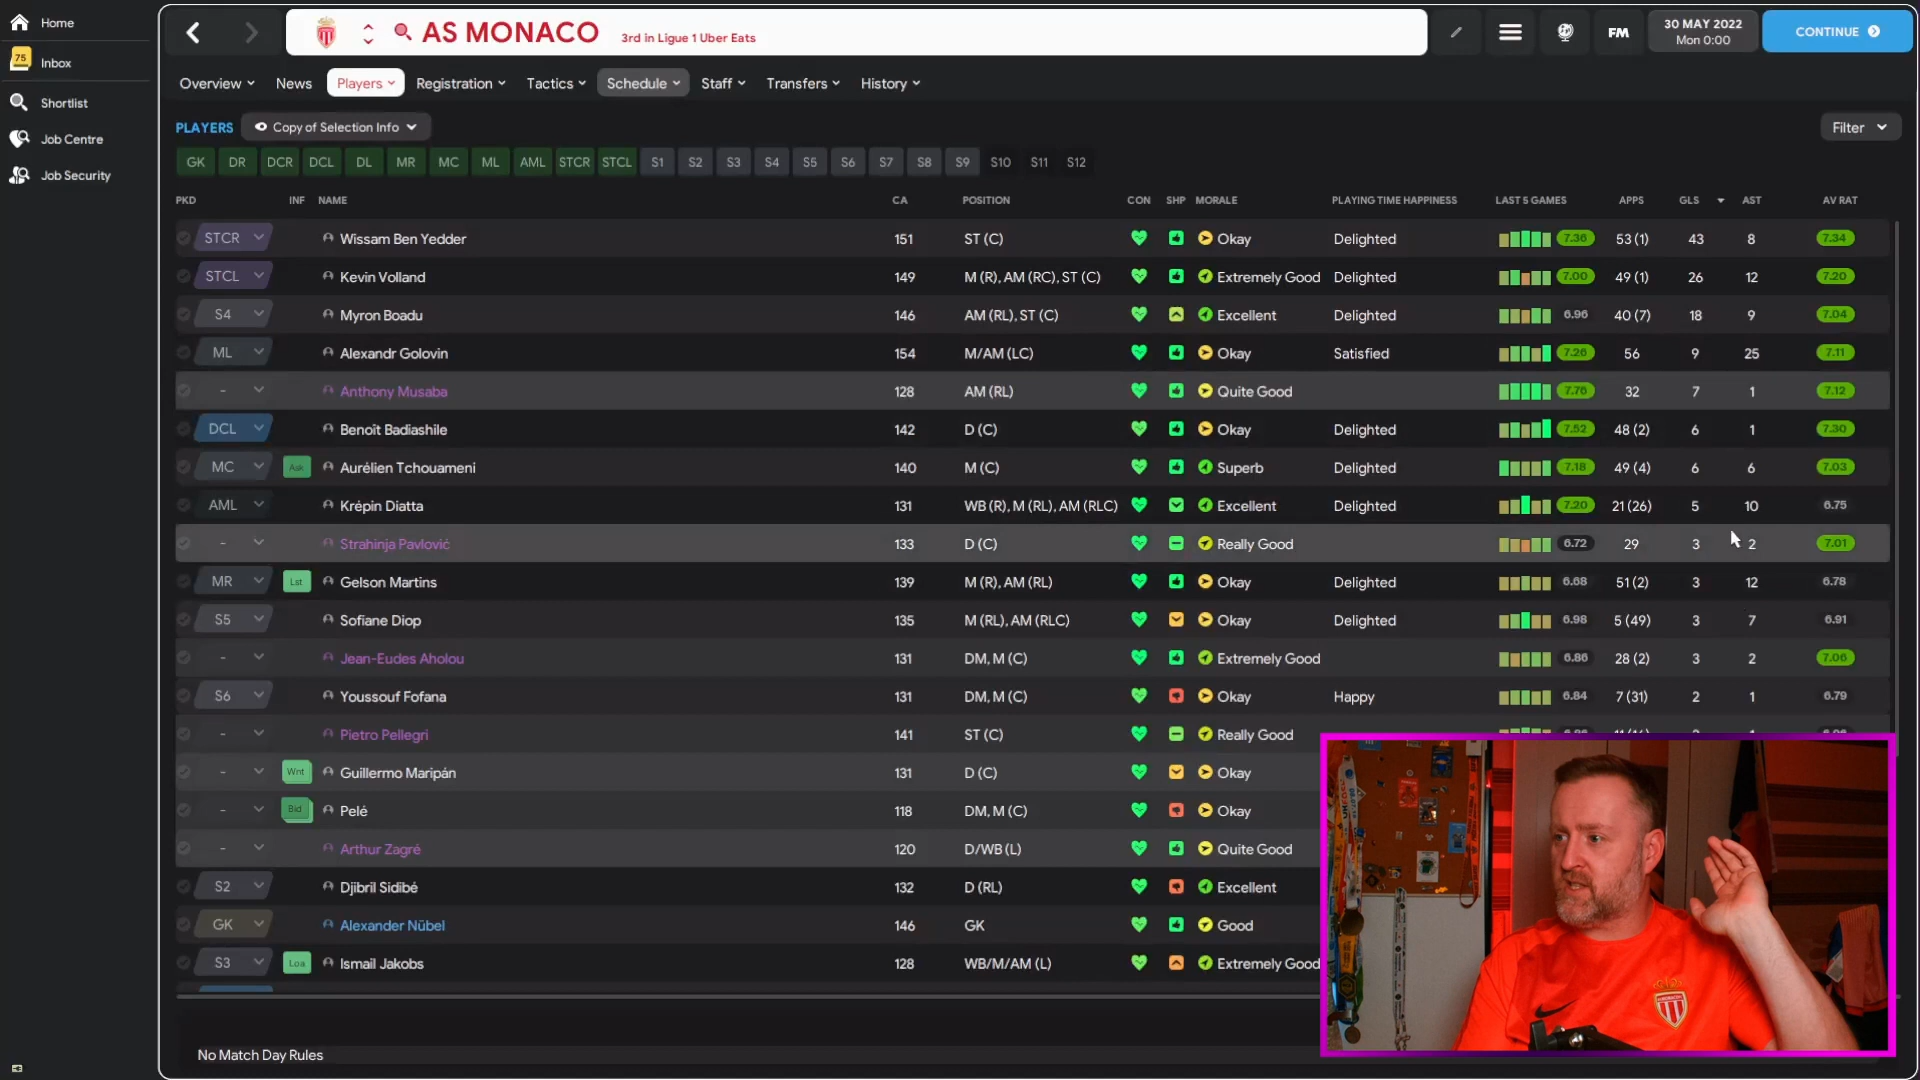 Home
75
Inbox
Shortlist
Job Centre
Job Security
AS MONACO
3rd in Ligue 1 Uber Eats
FM
30 MAY 2022
Mon 0:00
CONTINUE
Overview News Players Registration Tactics Schedule Staff Transfers History
PLAYERS Copy of Selection Info Filter
GK DR DCR DCL DL MR MC ML AML STCR STCL S1 S2 S3 S4 S5 S6 S7 S8 S9 S10 S11 S12
PKD INF NAME CA POSITION CON SHP MORALE PLAYING TIME HAPPINESS LAST 5 GAMES APPS GLS AST AV RAT
STCR Wissam Ben Yedder 151 ST (C) Okay Delighted 7.36 53 (1) 43 8 7.34
STCL Kevin Volland 149 M (R), AM (RC), ST (C) Extremely Good Delighted 7.00 49 (1) 26 12 7.20
S4 Myron Boadu 146 AM (RL), ST (C) Excellent Delighted 6.96 40 (7) 18 9 7.04
ML Alexandr Golovin 154 M/AM (LC) Okay Satisfied 7.26 56 9 25 7.11
- Anthony Musaba 128 AM (RL) Quite Good 7.76 32 7 1 7.12
DCL Benoît Badiashile 142 D (C) Okay Delighted 7.52 48 (2) 6 1 7.30
MC Ask Aurélien Tchouameni 140 M (C) Superb Delighted 7.18 49 (4) 6 6 7.03
AML Krépin Diatta 131 WB (R), M (RL), AM (RLC) Excellent Delighted 7.20 21 (26) 5 10 6.75
- Strahinja Pavlović 133 D (C) Really Good 6.72 29 3 2 7.01
MR Lst Gelson Martins 139 M (R), AM (RL) Okay Delighted 6.68 51 (2) 3 12 6.78
S5 Sofiane Diop 135 M (RL), AM (RLC) Okay Delighted 6.98 5 (49) 3 7 6.91
- Jean-Eudes Aholou 131 DM, M (C) Extremely Good 6.86 28 (2) 3 2 7.06
S6 Youssouf Fofana 131 DM, M (C) Okay Happy 6.84 7 (31) 2 1 6.79
- Pietro Pellegri 141 ST (C) Really Good
- Wnt Guillermo Maripán 131 D (C) Okay
- Bid Pelé 118 DM, M (C) Okay
- Arthur Zagré 120 D/WB (L) Quite Good
S2 Djibril Sidibé 132 D (RL) Excellent
GK Alexander Nübel 146 GK Good
S3 Loa Ismail Jakobs 128 WB/M/AM (L) Extremely Good
No Match Day Rules